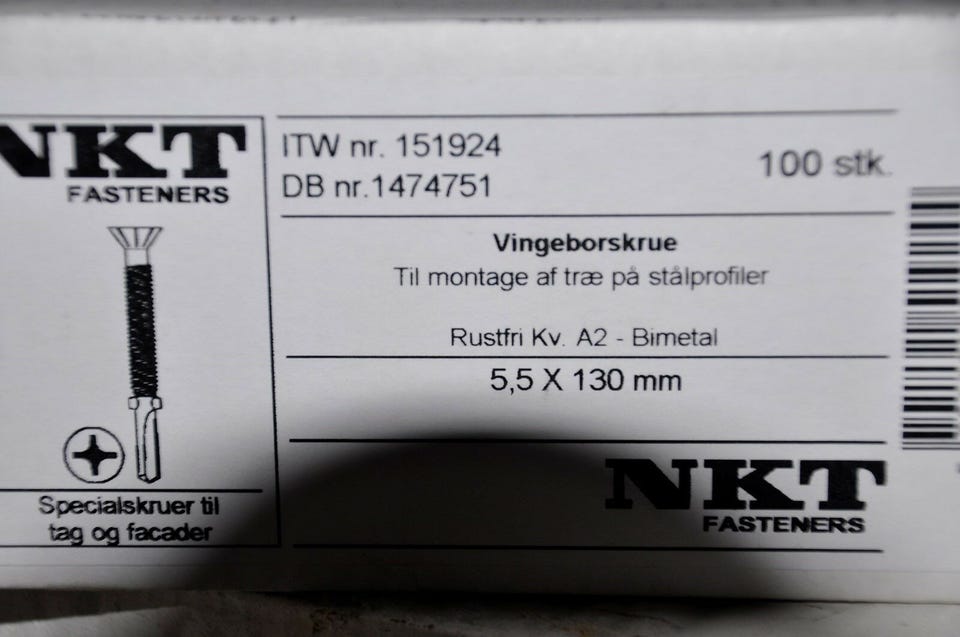 NKT
FASTENERS
Specialskruer til
tag og facader
ITW nr. 151924
DB nr.1474751
100 stk.
Vingeborskrue
Til montage af træ på stålprofiler
Rustfri Kv. A2 - Bimetal
5,5 X 130 mm
NKT
FASTENERS